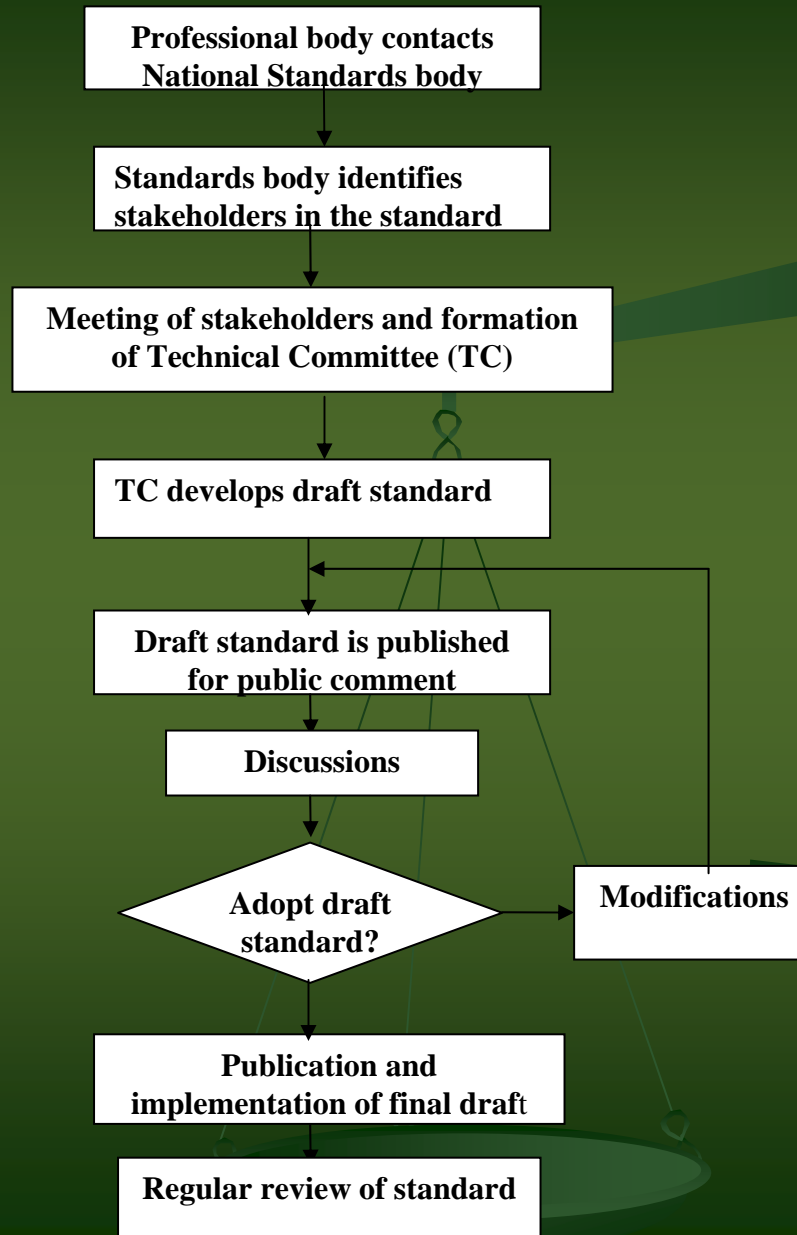 Professional body contacts
National Standards body
Standards body identifies
stakeholders in the standard
Meeting of stakeholders and formation
of Technical Committee (TC)
TC develops draft standard
Draft standard is published
for public comment
Discussions
Adopt draft
standard?
Modifications
Publication and
implementation of final draft
Regular review of standard